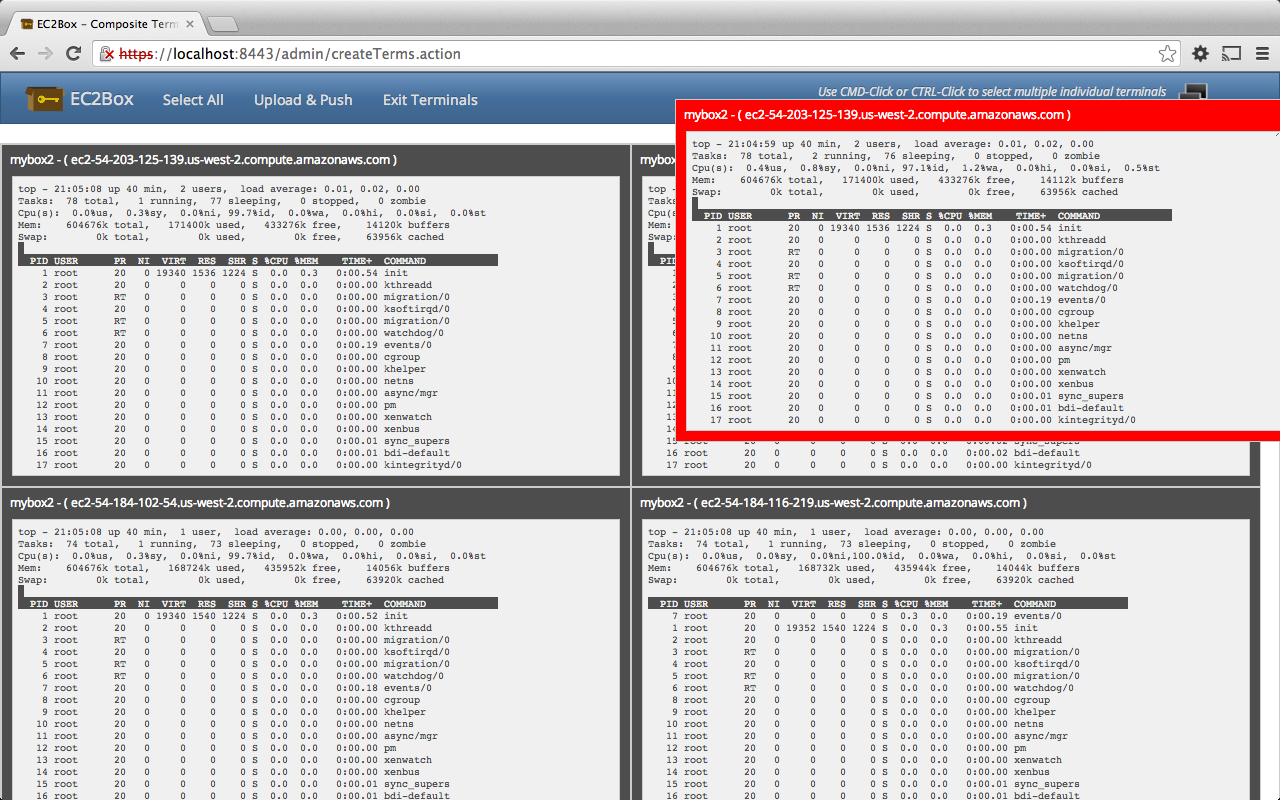 EC2Box - Composite Term
https://localhost:8443/admin/createTerms.action
EC2Box Select All Upload & Push Exit Terminals
Use CMD-Click or CTRL-Click to select multiple individual terminals
mybox2 - ( ec2-54-203-125-139.us-west-2.compute.amazonaws.com )
top - 21:04:59 up 40 min, 2 users, load average: 0.01, 0.02, 0.00
Tasks: 78 total, 2 running, 76 sleeping, 0 stopped, 0 zombie
Cpu(s): 0.4%us, 0.8%sy, 0.0%ni, 97.1%id, 1.2%wa, 0.0%hi, 0.0%si, 0.5%st
Mem: 604676k total, 171400k used, 433276k free, 14112k buffers
Swap: 0k total, 0k used, 0k free, 63956k cached
PID USER PR NI VIRT RES SHR S %CPU %MEM TIME+ COMMAND
1 root 20 0 19340 1536 1224 S 0.0 0.3 0:00.54 init
2 root 20 0 0 0 0 S 0.0 0.0 0:00.00 kthreadd
3 root RT 0 0 0 0 S 0.0 0.0 0:00.00 migration/0
4 root 20 0 0 0 0 S 0.0 0.0 0:00.00 ksoftirqd/0
5 root RT 0 0 0 0 S 0.0 0.0 0:00.00 migration/0
6 root RT 0 0 0 0 S 0.0 0.0 0:00.00 watchdog/0
7 root 20 0 0 0 0 S 0.0 0.0 0:00.19 events/0
8 root 20 0 0 0 0 S 0.0 0.0 0:00.00 cgroup
9 root 20 0 0 0 0 S 0.0 0.0 0:00.00 khelper
10 root 20 0 0 0 0 S 0.0 0.0 0:00.00 netns
11 root 20 0 0 0 0 S 0.0 0.0 0:00.00 async/mgr
12 root 20 0 0 0 0 S 0.0 0.0 0:00.00 pm
13 root 20 0 0 0 0 S 0.0 0.0 0:00.00 xenwatch
14 root 20 0 0 0 0 S 0.0 0.0 0:00.00 xenbus
15 root 20 0 0 0 0 S 0.0 0.0 0:00.01 sync_supers
16 root 20 0 0 0 0 S 0.0 0.0 0:00.01 bdi-default
17 root 20 0 0 0 0 S 0.0 0.0 0:00.00 kintegrityd/0
mybox2 - ( ec2-54-203-125-139.us-west-2.compute.amazonaws.com )
top - 21:05:08 up 40 min, 2 users, load average: 0.01, 0.02, 0.00
Tasks: 78 total, 1 running, 77 sleeping, 0 stopped, 0 zombie
Cpu(s): 0.0%us, 0.3%sy, 0.0%ni, 99.7%id, 0.0%wa, 0.0%hi, 0.0%si, 0.0%st
Mem: 604676k total, 171400k used, 433276k free, 14120k buffers
Swap: 0k total, 0k used, 0k free, 63956k cached
PID USER PR NI VIRT RES SHR S %CPU %MEM TIME+ COMMAND
1 root 20 0 19340 1536 1224 S 0.0 0.3 0:00.54 init
2 root 20 0 0 0 0 S 0.0 0.0 0:00.00 kthreadd
3 root RT 0 0 0 0 S 0.0 0.0 0:00.00 migration/0
4 root 20 0 0 0 0 S 0.0 0.0 0:00.00 ksoftirqd/0
5 root RT 0 0 0 0 S 0.0 0.0 0:00.00 migration/0
6 root RT 0 0 0 0 S 0.0 0.0 0:00.00 watchdog/0
7 root 20 0 0 0 0 S 0.0 0.0 0:00.19 events/0
8 root 20 0 0 0 0 S 0.0 0.0 0:00.00 cgroup
9 root 20 0 0 0 0 S 0.0 0.0 0:00.00 khelper
10 root 20 0 0 0 0 S 0.0 0.0 0:00.00 netns
11 root 20 0 0 0 0 S 0.0 0.0 0:00.00 async/mgr
12 root 20 0 0 0 0 S 0.0 0.0 0:00.00 pm
13 root 20 0 0 0 0 S 0.0 0.0 0:00.00 xenwatch
14 root 20 0 0 0 0 S 0.0 0.0 0:00.00 xenbus
15 root 20 0 0 0 0 S 0.0 0.0 0:00.01 sync_supers
16 root 20 0 0 0 0 S 0.0 0.0 0:00.01 bdi-default
17 root 20 0 0 0 0 S 0.0 0.0 0:00.00 kintegrityd/0
top
Tasks
Cpu(s
Mem:
Swap:
PID
10
11
12
13
14
15 root 20 0 0 0 0 S 0.0 0.0 0:00.02 sync_supers
16 root 20 0 0 0 0 S 0.0 0.0 0:00.02 bdi-default
17 root 20 0 0 0 0 S 0.0 0.0 0:00.00 kintegrityd/0
mybox2 - ( ec2-54-184-102-54.us-west-2.compute.amazonaws.com )
top - 21:05:08 up 40 min, 1 user, load average: 0.00, 0.00, 0.00
Tasks: 74 total, 1 running, 73 sleeping, 0 stopped, 0 zombie
Cpu(s): 0.0%us, 0.3%sy, 0.0%ni, 99.7%id, 0.0%wa, 0.0%hi, 0.0%si, 0.0%st
Mem: 604676k total, 168724k used, 435952k free, 14056k buffers
Swap: 0k total, 0k used, 0k free, 63920k cached
PID USER PR NI VIRT RES SHR S %CPU %MEM TIME+ COMMAND
1 root 20 0 19340 1540 1224 S 0.0 0.3 0:00.52 init
2 root 20 0 0 0 0 S 0.0 0.0 0:00.00 kthreadd
3 root RT 0 0 0 0 S 0.0 0.0 0:00.00 migration/0
4 root 20 0 0 0 0 S 0.0 0.0 0:00.00 ksoftirqd/0
5 root RT 0 0 0 0 S 0.0 0.0 0:00.00 migration/0
6 root RT 0 0 0 0 S 0.0 0.0 0:00.00 watchdog/0
7 root 20 0 0 0 0 S 0.0 0.0 0:00.18 events/0
8 root 20 0 0 0 0 S 0.0 0.0 0:00.00 cgroup
9 root 20 0 0 0 0 S 0.0 0.0 0:00.00 khelper
10 root 20 0 0 0 0 S 0.0 0.0 0:00.00 netns
11 root 20 0 0 0 0 S 0.0 0.0 0:00.00 async/mgr
12 root 20 0 0 0 0 S 0.0 0.0 0:00.00 pm
13 root 20 0 0 0 0 S 0.0 0.0 0:00.00 xenwatch
14 root 20 0 0 0 0 S 0.0 0.0 0:00.00 xenbus
15 root 20 0 0 0 0 S 0.0 0.0 0:00.01 sync_supers
16 root 20 0 0 0 0 S 0.0 0.0 0:00.01 bdi-default
mybox2 - ( ec2-54-184-116-219.us-west-2.compute.amazonaws.com )
top - 21:05:08 up 40 min, 1 user, load average: 0.00, 0.00, 0.00
Tasks: 74 total, 1 running, 73 sleeping, 0 stopped, 0 zombie
Cpu(s): 0.0%us, 0.0%sy, 0.0%ni,100.0%id, 0.0%wa, 0.0%hi, 0.0%si, 0.0%st
Mem: 604676k total, 168732k used, 435944k free, 14044k buffers
Swap: 0k total, 0k used, 0k free, 63920k cached
PID USER PR NI VIRT RES SHR S %CPU %MEM TIME+ COMMAND
7 root 20 0 0 0 0 S 0.3 0.0 0:00.19 events/0
1 root 20 0 19352 1540 1224 S 0.0 0.3 0:00.55 init
2 root 20 0 0 0 0 S 0.0 0.0 0:00.00 kthreadd
3 root RT 0 0 0 0 S 0.0 0.0 0:00.00 migration/0
4 root 20 0 0 0 0 S 0.0 0.0 0:00.00 ksoftirqd/0
5 root RT 0 0 0 0 S 0.0 0.0 0:00.00 migration/0
6 root RT 0 0 0 0 S 0.0 0.0 0:00.00 watchdog/0
8 root 20 0 0 0 0 S 0.0 0.0 0:00.00 cgroup
9 root 20 0 0 0 0 S 0.0 0.0 0:00.00 khelper
10 root 20 0 0 0 0 S 0.0 0.0 0:00.00 netns
11 root 20 0 0 0 0 S 0.0 0.0 0:00.00 async/mgr
12 root 20 0 0 0 0 S 0.0 0.0 0:00.00 pm
13 root 20 0 0 0 0 S 0.0 0.0 0:00.00 xenwatch
14 root 20 0 0 0 0 S 0.0 0.0 0:00.00 xenbus
15 root 20 0 0 0 0 S 0.0 0.0 0:00.01 sync_supers
16 root 20 0 0 0 0 S 0.0 0.0 0:00.01 bdi-default